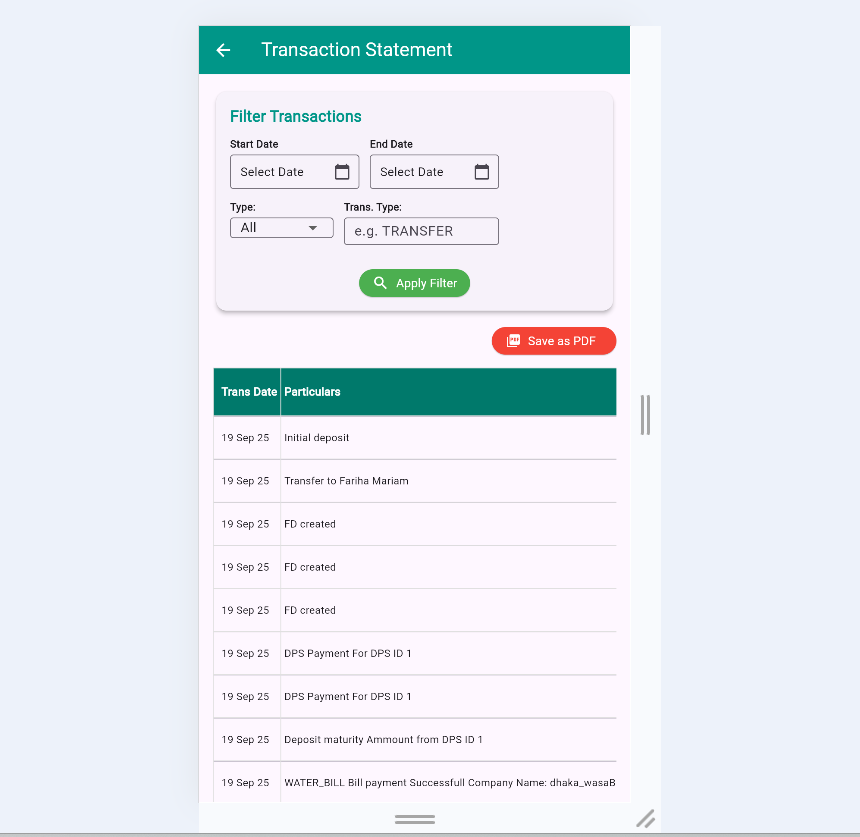 Transaction Statement
Filter Transactions
Start Date End Date
Select Date Select Date
Type: Trans. Type:
All e.g. TRANSFER
Apply Filter
PDF Save as PDF
Trans Date Particulars
19 Sep 25 Initial deposit
19 Sep 25 Transfer to Fariha Mariam
19 Sep 25 FD created
19 Sep 25 FD created
19 Sep 25 FD created
19 Sep 25 DPS Payment For DPS ID 1
19 Sep 25 DPS Payment For DPS ID 1
19 Sep 25 Deposit maturity Ammount from DPS ID 1
19 Sep 25 WATER_BILL Bill payment Successfull Company Name: dhaka_wasaB